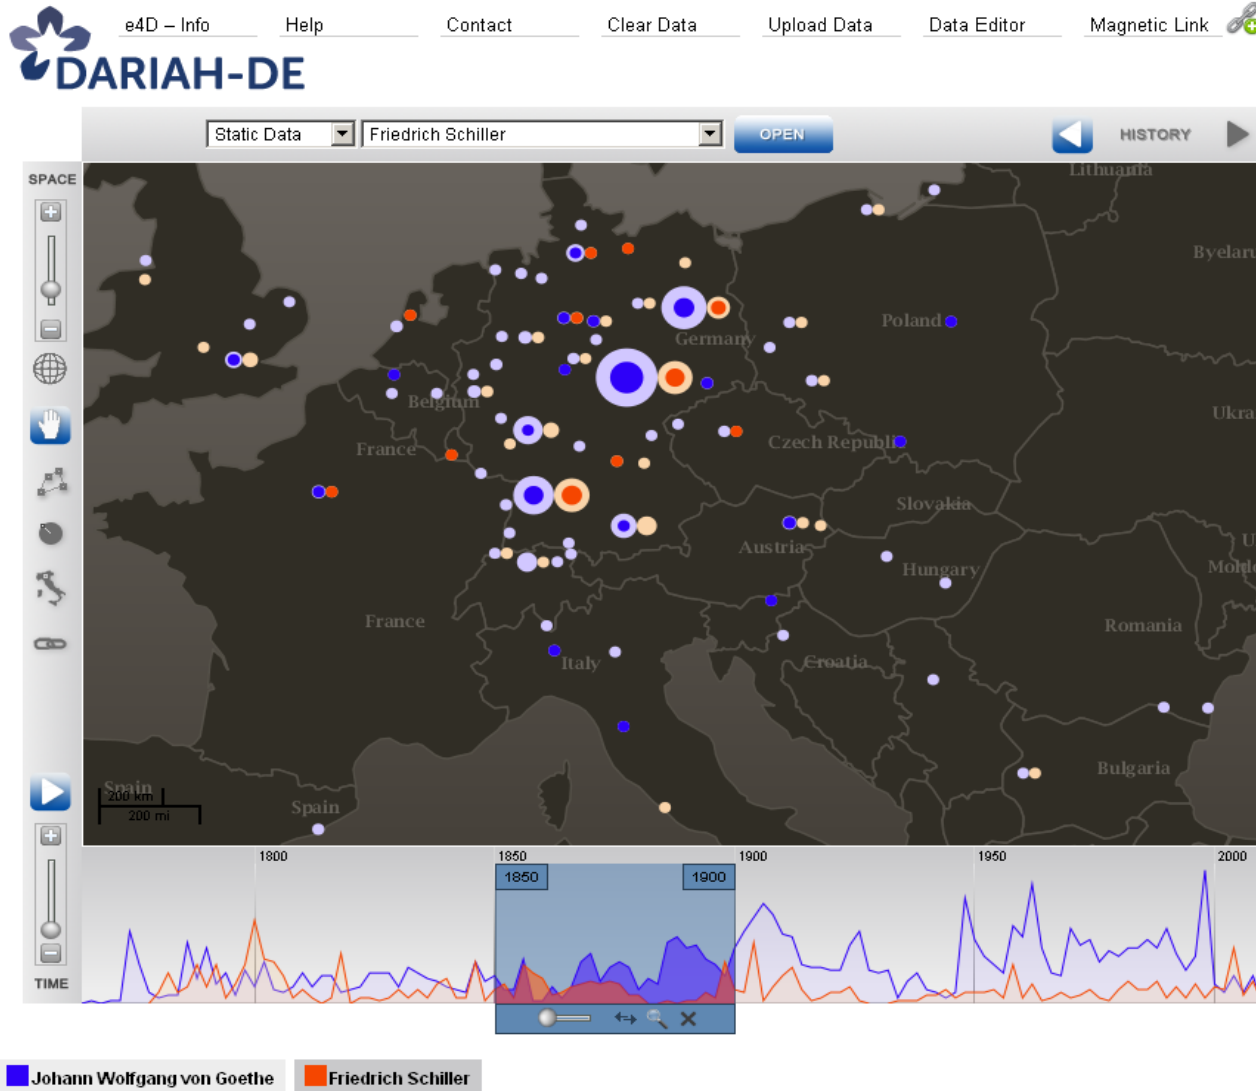 e4D – Info Help Contact Clear Data Upload Data Data Editor Magnetic Link
DARIAH-DE
Static Data Friedrich Schiller OPEN HISTORY
SPACE
Lithuania
Byelaru
Poland
Germany
Belgium
Ukra
France
Czech Republi
Slovakia
Austria
Hungary
Mold
France
Romania
Italy
Croatia
Bulgaria
Spain
200 km
Spain
200 mi
1800 1850 1900 1950 2000
1850 1900
TIME
Johann Wolfgang von Goethe Friedrich Schiller